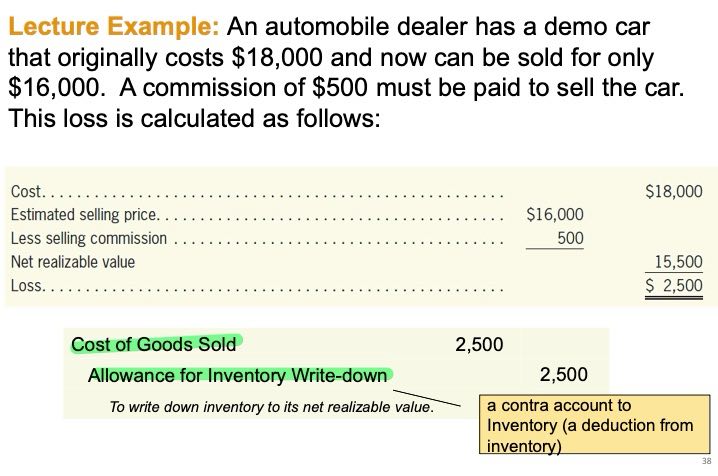 Lecture Example: An automobile dealer has a demo car
that originally costs $18,000 and now can be sold for only
$16,000.  A commission of $500 must be paid to sell the car.
This loss is calculated as follows:
Cost. . . . . . . . . . . . . . . . . . . . . . . . . . . . . . . . . . . . . . . . . . . . . . . . . . . . . . $18,000
Estimated selling price. . . . . . . . . . . . . . . . . . . . . . . . . . . . . . . . . . . . . . . . $16,000
Less selling commission . . . . . . . . . . . . . . . . . . . . . . . . . . . . . . . . . . . . . . 500
Net realizable value 15,500
Loss. . . . . . . . . . . . . . . . . . . . . . . . . . . . . . . . . . . . . . . . . . . . . . . . . . . . . . $ 2,500
Cost of Goods Sold 2,500
Allowance for Inventory Write-down 2,500
To write down inventory to its net realizable value.
a contra account to
Inventory (a deduction from
inventory)
38